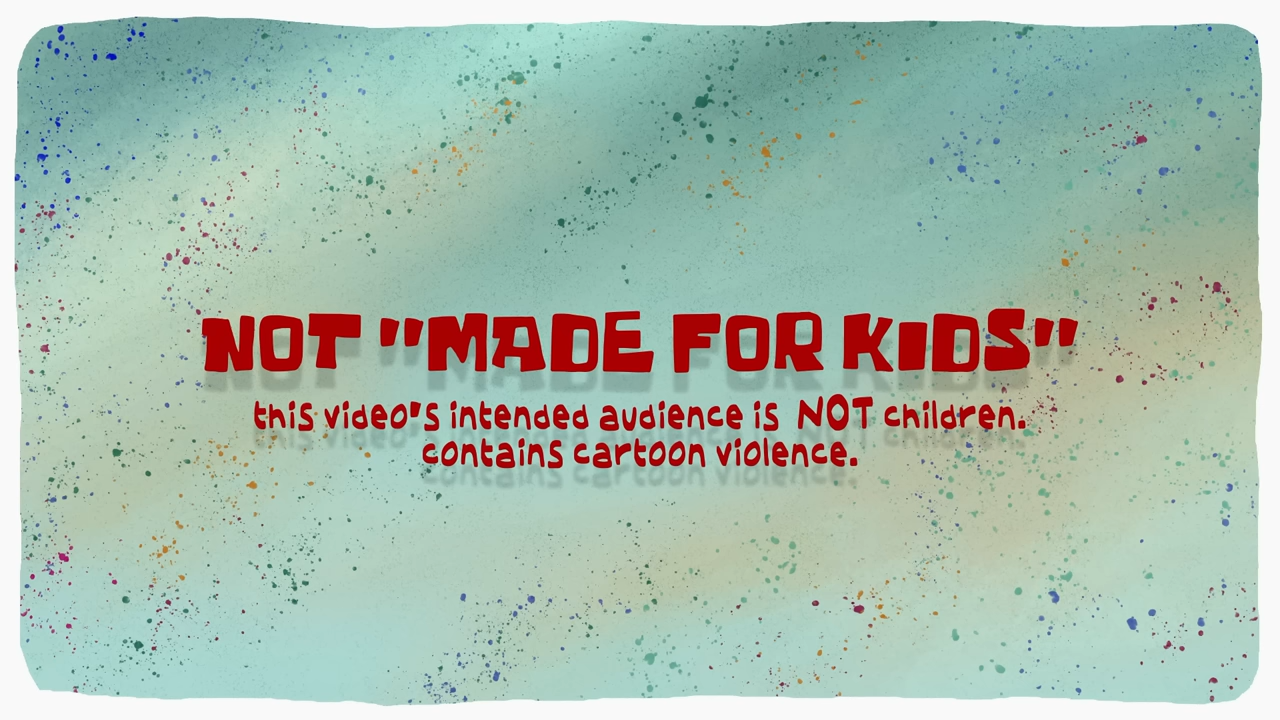 NOT "MADE FOR KIDS"
this video's intended audience is NOT children.
contains cartoon violence.